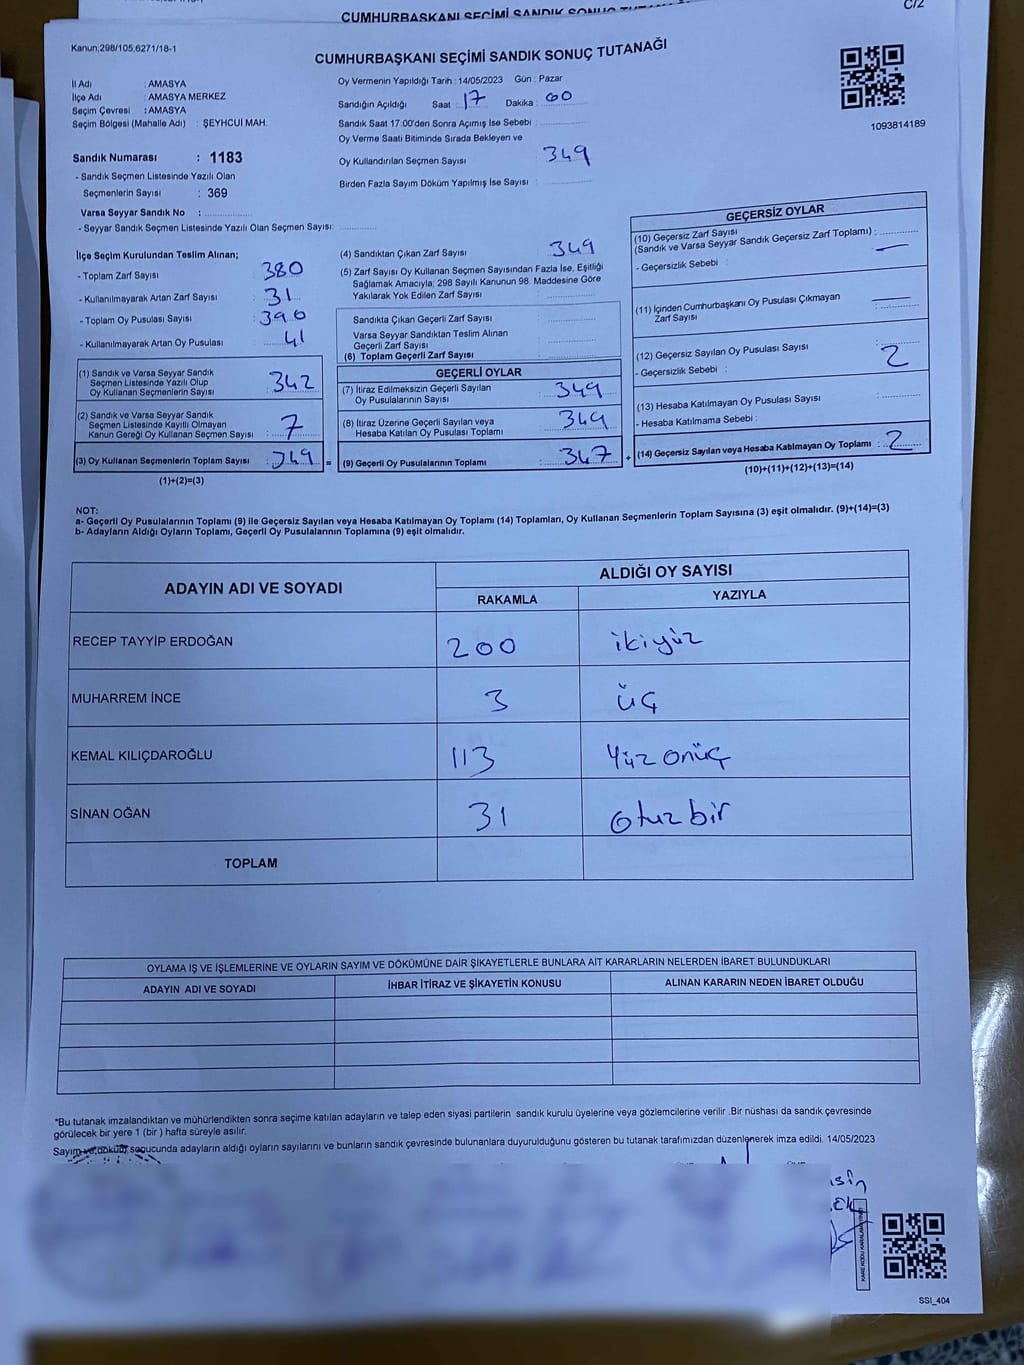 CUMHURBAŞKANI SEÇİMİ SANDIK SONUÇ
C/2
Kanun;298/105,6271/18-1
CUMHURBAŞKANI SEÇİMİ SANDIK SONUÇ TUTANAĞI
1093814189
İl Adı : AMASYA
İlçe Adı : AMASYA MERKEZ
Seçim Çevresi : AMASYA
Seçim Bölgesi (Mahalle Adı) : ŞEYHCUİ MAH.
Sandık Numarası : 1183
- Sandık Seçmen Listesinde Yazılı Olan
Seçmenlerin Sayısı : 369
Varsa Seyyar Sandık No :
- Seyyar Sandık Seçmen Listesinde Yazılı Olan Seçmen Sayısı:
Oy Vermenin Yapıldığı Tarih : 14/05/2023 Gün : Pazar
Sandığın Açıldığı Saat : 17 Dakika : 00
Sandık Saat 17:00'den Sonra Açımış İse Sebebi :
Oy Verme Saati Bitiminde Sırada Bekleyen ve
Oy Kullandırılan Seçmen Sayısı : 349
Birden Fazla Sayım Döküm Yapılmış İse Sayısı :
İlçe Seçim Kurulundan Teslim Alınan;
- Toplam Zarf Sayısı : 380
- Kullanılmayarak Artan Zarf Sayısı : 31
- Toplam Oy Pusulası Sayısı : 390
- Kullanılmayarak Artan Oy Pusulası : 41
(1) Sandık ve Varsa Seyyar Sandık
Seçmen Listesinde Yazılı Olup
Oy Kullanan Seçmenlerin Sayısı : 342
(2) Sandık ve Varsa Seyyar Sandık
Seçmen Listesinde Kayıtlı Olmayan
Kanun Gereği Oy Kullanan Seçmen Sayısı : 7
(3) Oy Kullanan Seçmenlerin Toplam Sayısı : 349 =
(1)+(2)=(3)
(4) Sandıktan Çıkan Zarf Sayısı : 349
(5) Zarf Sayısı Oy Kullanan Seçmen Sayısından Fazla İse, Eşitliği
Sağlamak Amacıyla; 298 Sayılı Kanunun 98. Maddesine Göre
Yakılarak Yok Edilen Zarf Sayısı :
Sandıkta Çıkan Geçerli Zarf Sayısı :
Varsa Seyyar Sandıktan Teslim Alınan
Geçerli Zarf Sayısı :
(6) Toplam Geçerli Zarf Sayısı :
GEÇERLİ OYLAR
(7) İtiraz Edilmeksizin Geçerli Sayılan
Oy Pusulalarının Sayısı : 349
(8) İtiraz Üzerine Geçerli Sayılan veya
Hesaba Katılan Oy Pusulası Toplamı : 349
(9) Geçerli Oy Pusulalarının Toplamı : 347 +
GEÇERSİZ OYLAR
(10) Geçersiz Zarf Sayısı
(Sandık ve Varsa Seyyar Sandık Geçersiz Zarf Toplamı) : —
- Geçersizlik Sebebi :
(11) İçinden Cumhurbaşkanı Oy Pusulası Çıkmayan
Zarf Sayısı : —
(12) Geçersiz Sayılan Oy Pusulası Sayısı : 2
- Geçersizlik Sebebi :
(13) Hesaba Katılmayan Oy Pusulası Sayısı :
- Hesaba Katılmama Sebebi :
(14) Geçersiz Sayılan veya Hesaba Katılmayan Oy Toplamı : 2
(10)+(11)+(12)+(13)=(14)
NOT:
a- Geçerli Oy Pusulalarının Toplamı (9) ile Geçersiz Sayılan veya Hesaba Katılmayan Oy Toplamı (14) Toplamları, Oy Kullanan Seçmenlerin Toplam Sayısına (3) eşit olmalıdır. (9)+(14)=(3)
b- Adayların Aldığı Oyların Toplamı, Geçerli Oy Pusulalarının Toplamına (9) eşit olmalıdır.
ADAYIN ADI VE SOYADI ALDIĞI OY SAYISI
RAKAMLA YAZIYLA
RECEP TAYYİP ERDOĞAN 200 ikiyüz
MUHARREM İNCE 3 üç
KEMAL KILIÇDAROĞLU 113 Yüz onüç
SİNAN OĞAN 31 otuz bir
TOPLAM
OYLAMA İŞ VE İŞLEMLERİNE VE OYLARIN SAYIM VE DÖKÜMÜNE DAİR ŞİKAYETLERLE BUNLARA AİT KARARLARIN NELERDEN İBARET BULUNDUKLARI
ADAYIN ADI VE SOYADI İHBAR İTİRAZ VE ŞİKAYETİN KONUSU ALINAN KARARIN NEDEN İBARET OLDUĞU
*Bu tutanak imzalandıktan ve mühürlendikten sonra seçime katılan adayların ve talep eden siyasi partilerin sandık kurulu üyelerine veya gözlemcilerine verilir .Bir nüshası da sandık çevresinde
görülecek bir yere 1 (bir ) hafta süreyle asılır.
Sayım ve döküm sonucunda adayların aldığı oyların sayılarını ve bunların sandık çevresinde bulunanlara duyurulduğunu gösteren bu tutanak tarafımızdan düzenlenerek imza edildi. 14/05/2023
KARE KODU KARALAMAYINIZ!
SSI_404